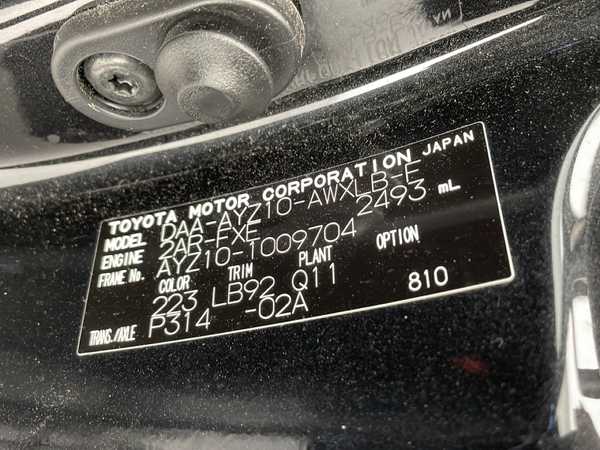 TOYOTA MOTOR CORPORATION JAPAN
MODEL DAA-AYZ10-AWXLB-E
ENGINE 2AR-FXE 2493 mL
FRAME No. AYZ10-1009704
COLOR TRIM PLANT OPTION
223 LB92 Q11 810
TRANS./AXLE P314 -02A